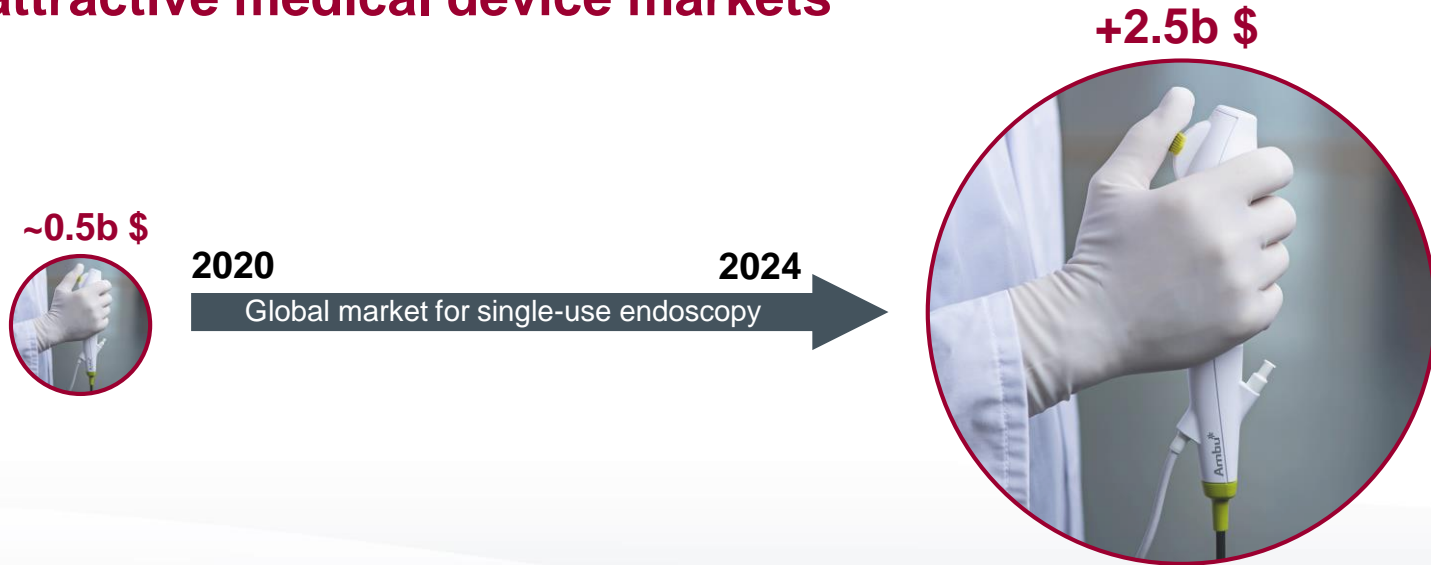 attractive medical device markets
+2.5b $
~0.5b $
2020
2024
Global market for single-use endoscopy
Ambu